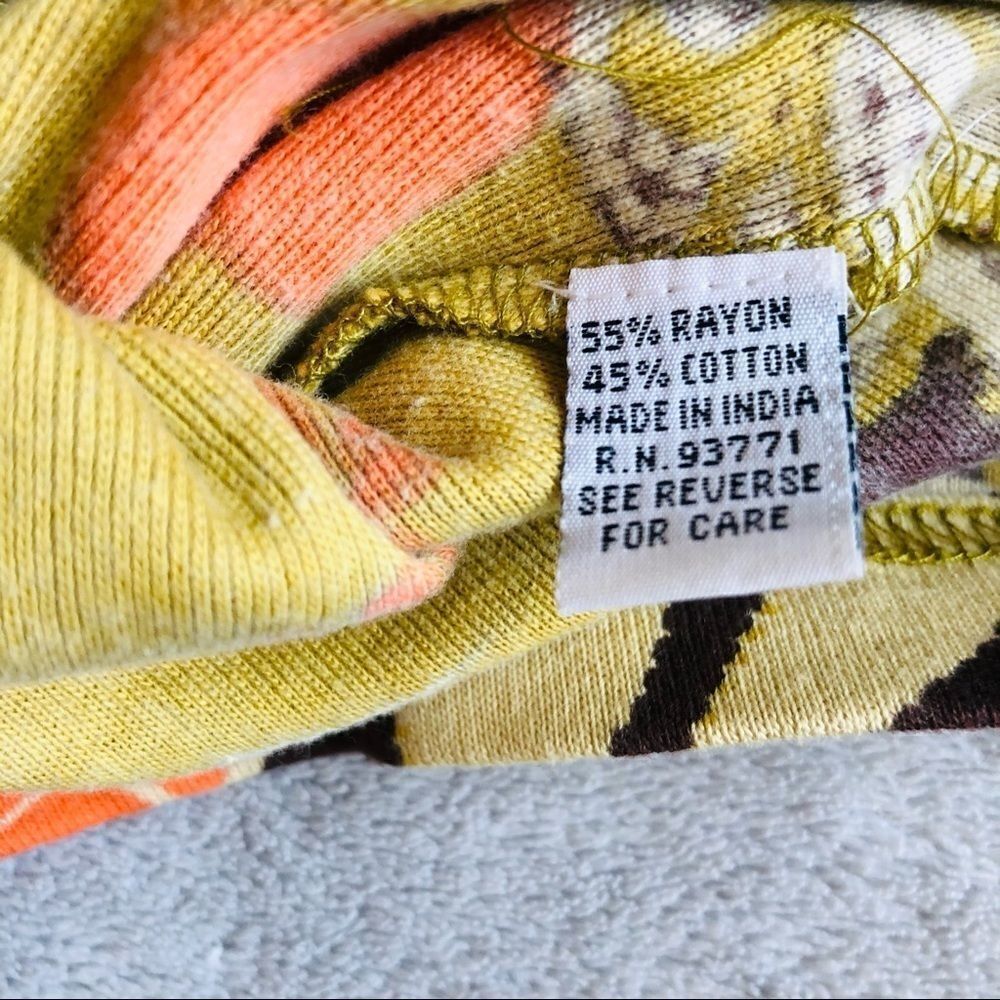 55% RAYON
45% COTTON
MADE IN INDIA
R.N. 93771
SEE REVERSE
FOR CARE